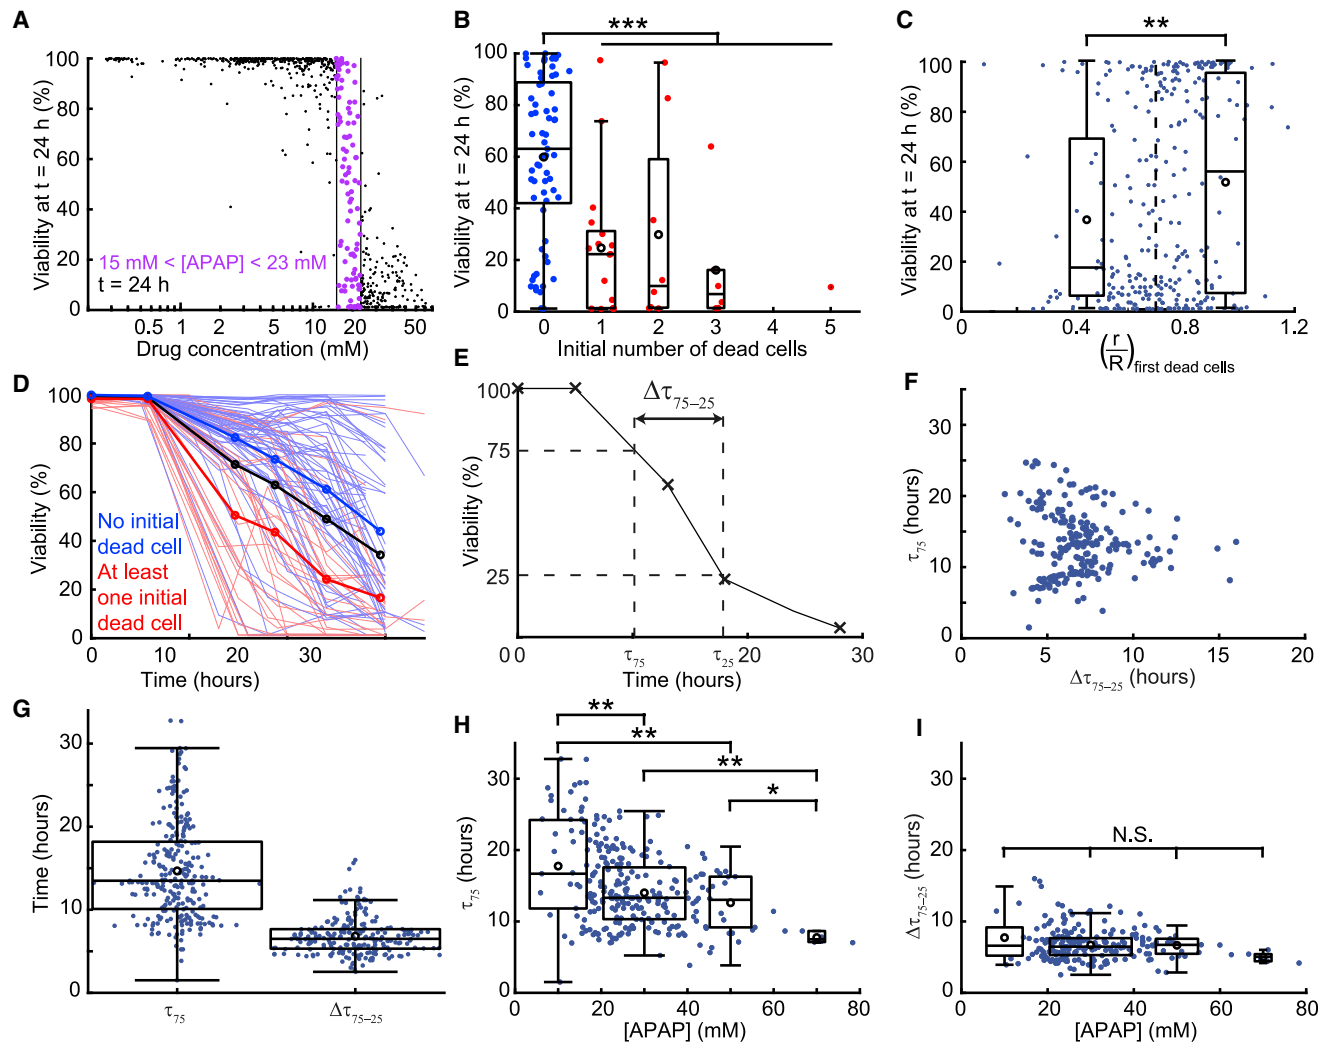 A
Viability at t = 24 h (%)
100
80
60
40
20
0
15 mM < [APAP] < 23 mM
t = 24 h
0.5 1 2 5 10 20 50
Drug concentration (mM)
B
***
Viability at t = 24 h (%)
100
80
60
40
20
0
0 1 2 3 4 5
Initial number of dead cells
C
**
Viability at t = 24 h (%)
100
80
60
40
20
0
0 0.4 0.8 1.2
(r/R) first dead cells
D
Viability (%)
100
80
60
40
20
0
No initial
dead cell
At least
one initial
dead cell
0 10 20 30
Time (hours)
E
Viability (%)
100
75
25
0
Δτ75–25
0 τ75 τ25 20 30
Time (hours)
F
τ75 (hours)
30
20
10
0
0 5 10 15 20
Δτ75–25 (hours)
G
Time (hours)
30
20
10
0
τ75 Δτ75–25
H
**
**
**
*
τ75 (hours)
30
20
10
0
0 20 40 60 80
[APAP] (mM)
I
N.S.
Δτ75–25 (hours)
30
20
10
0
0 20 40 60 80
[APAP] (mM)